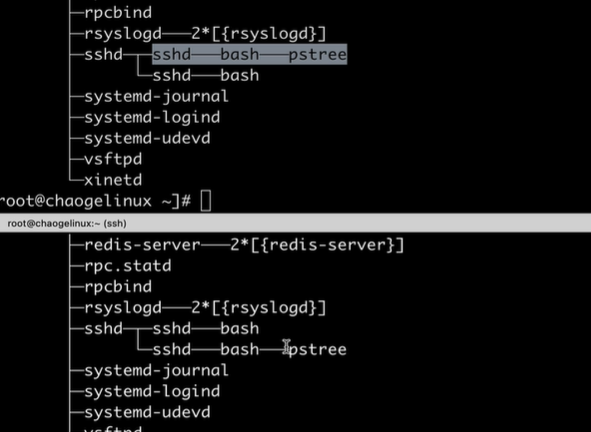 ├─rpcbind
├─rsyslogd───2*[{rsyslogd}]
├─sshd─┬─sshd───bash───pstree
│      └─sshd───bash
├─systemd-journal
├─systemd-logind
├─systemd-udevd
├─vsftpd
└─xinetd
root@chaogelinux ~]#
root@chaogelinux:~ (ssh)
├─redis-server───2*[{redis-server}]
├─rpc.statd
├─rpcbind
├─rsyslogd───2*[{rsyslogd}]
├─sshd─┬─sshd───bash
│      └─sshd───bash───pstree
├─systemd-journal
├─systemd-logind
├─systemd-udevd
├─vsftpd